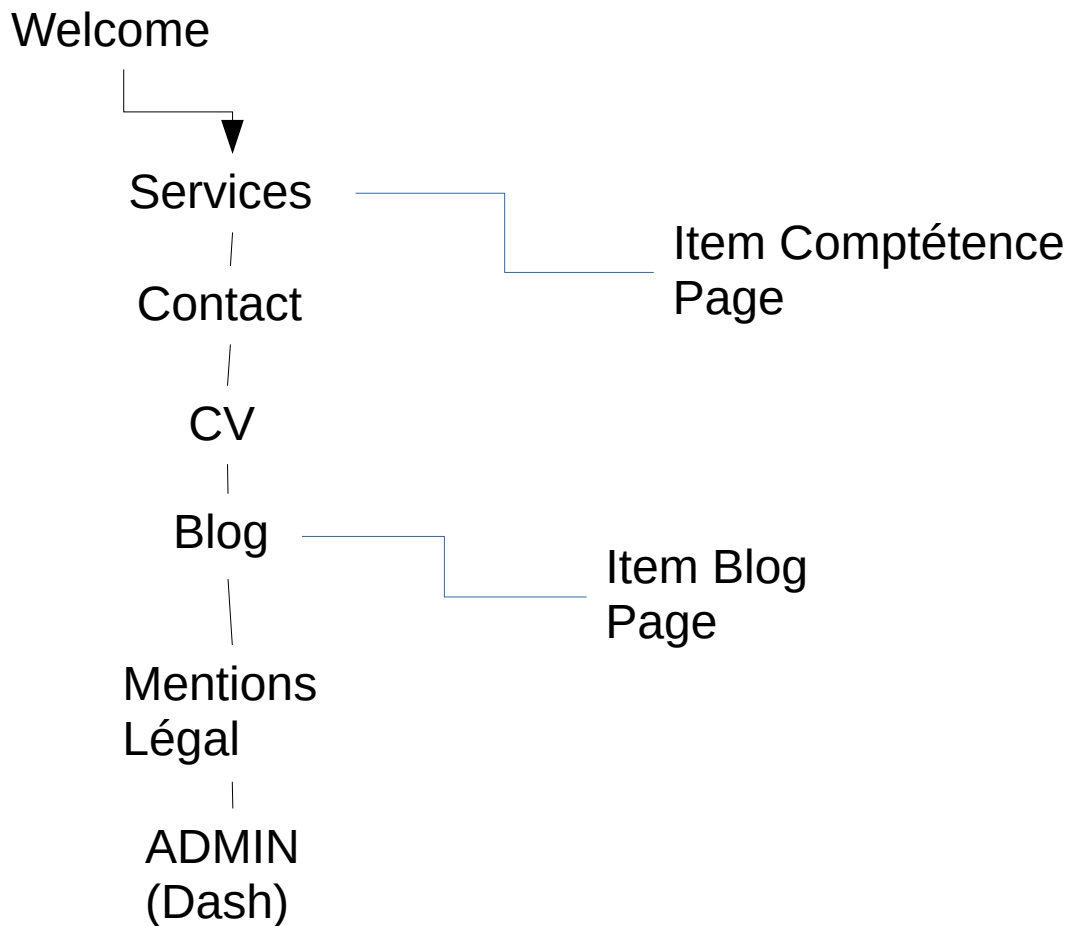 Welcome
Services
Item Comptétence
Page
Contact
CV
Blog
Item Blog
Page
Mentions
Légal
ADMIN
(Dash)